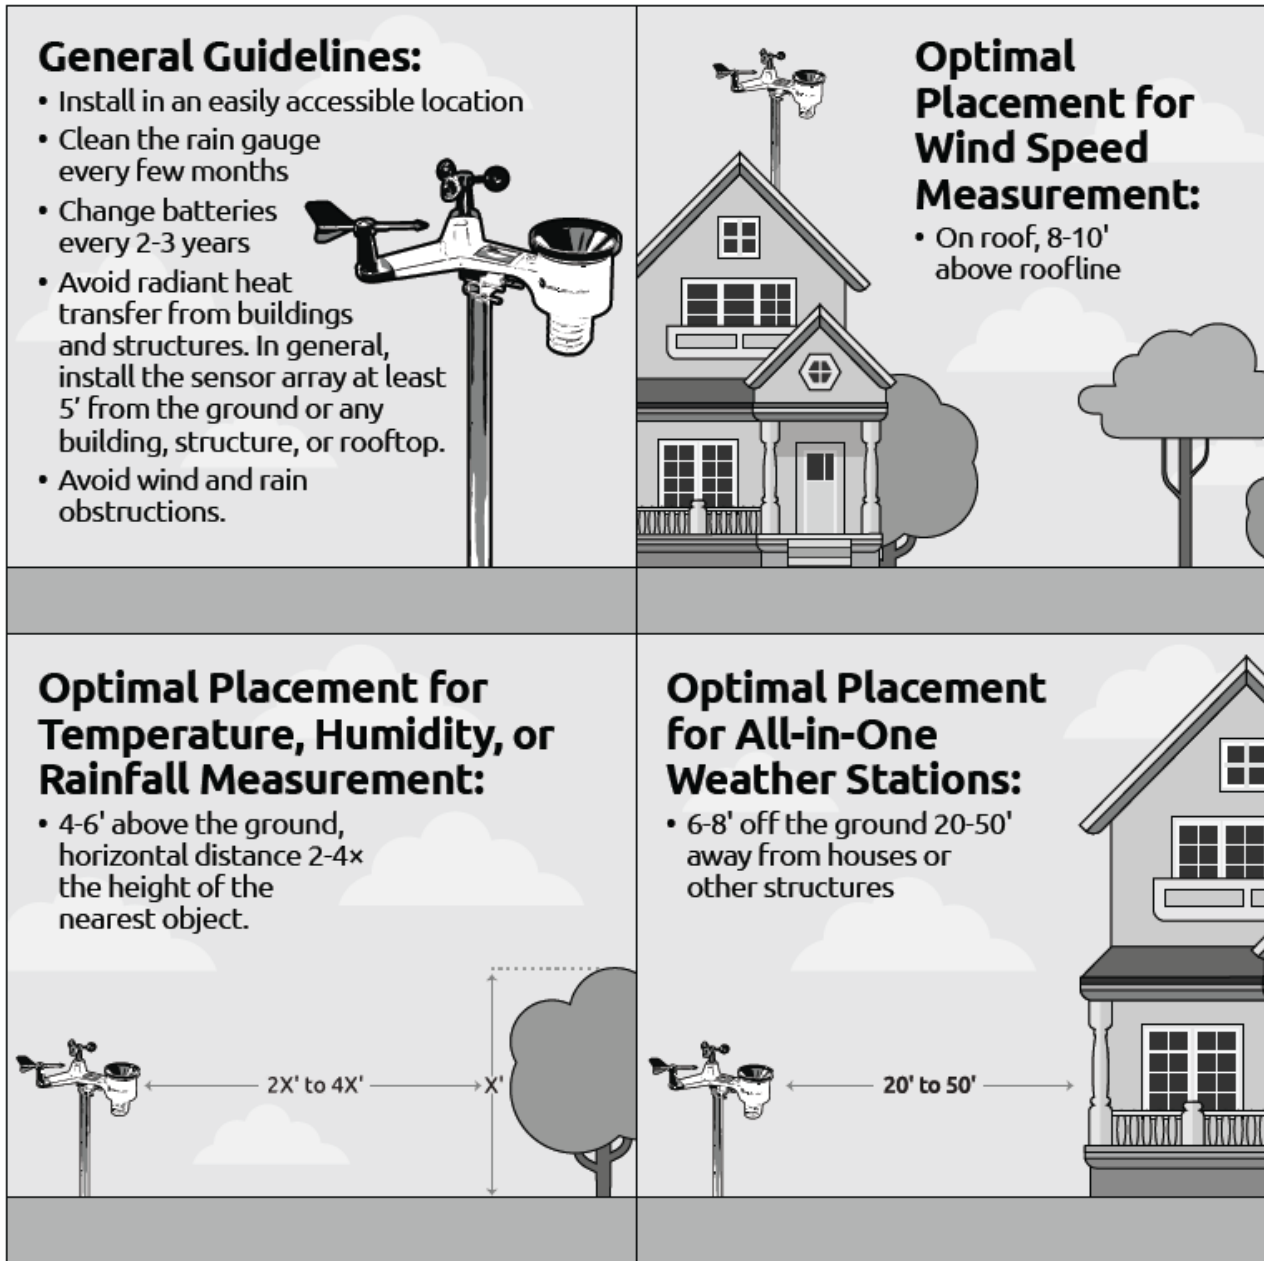 General Guidelines:
• Install in an easily accessible location
• Clean the rain gauge
every few months
• Change batteries
every 2-3 years
• Avoid radiant heat
transfer from buildings
and structures. In general,
install the sensor array at least
5' from the ground or any
building, structure, or rooftop.
• Avoid wind and rain
obstructions.
Optimal
Placement for
Wind Speed
Measurement:
• On roof, 8-10'
above roofline
Optimal Placement for
Temperature, Humidity, or
Rainfall Measurement:
• 4-6' above the ground,
horizontal distance 2-4×
the height of the
nearest object.
2X' to 4X'
X'
Optimal Placement
for All-in-One
Weather Stations:
• 6-8' off the ground 20-50'
away from houses or
other structures
20' to 50'